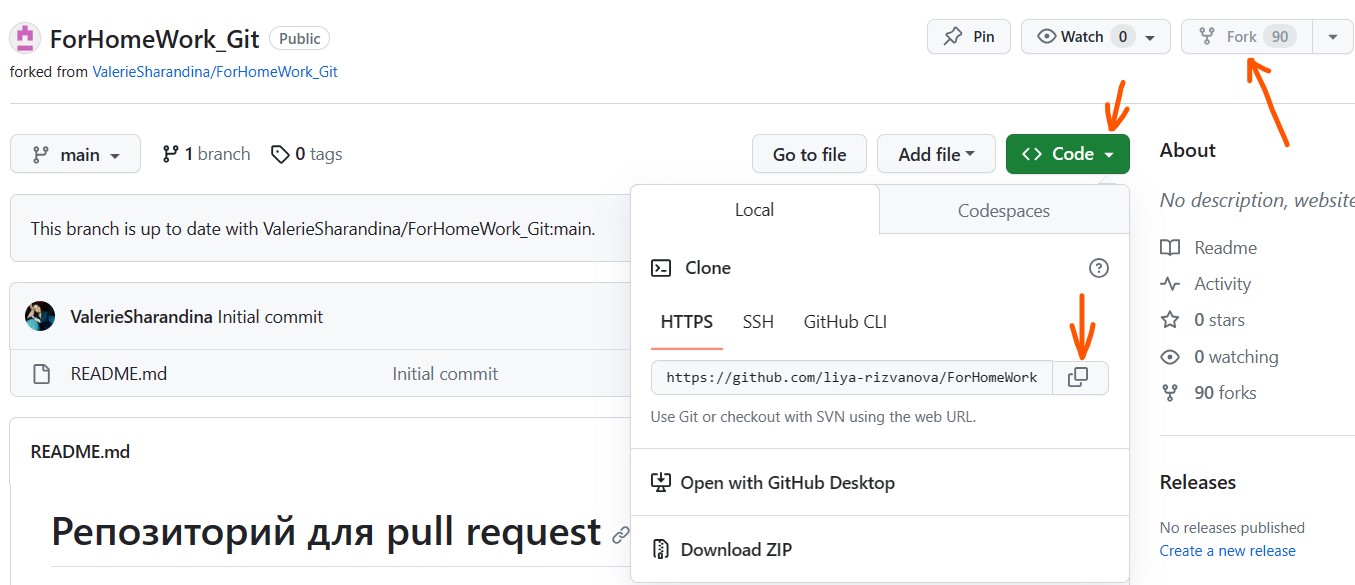 ForHomeWork_Git Public Pin Watch 0 Fork 90
forked from ValerieSharandina/ForHomeWork_Git
main 1 branch 0 tags Go to file Add file Code
This branch is up to date with ValerieSharandina/ForHomeWork_Git:main.
ValerieSharandina Initial commit
README.md Initial commit
README.md
Репозиторий для pull request
Local Codespaces
Clone
HTTPS SSH GitHub CLI
https://github.com/liya-rizvanova/ForHomeWork
Use Git or checkout with SVN using the web URL.
Open with GitHub Desktop
Download ZIP
About
No description, website
Readme
Activity
0 stars
0 watching
90 forks
Releases
No releases published
Create a new release